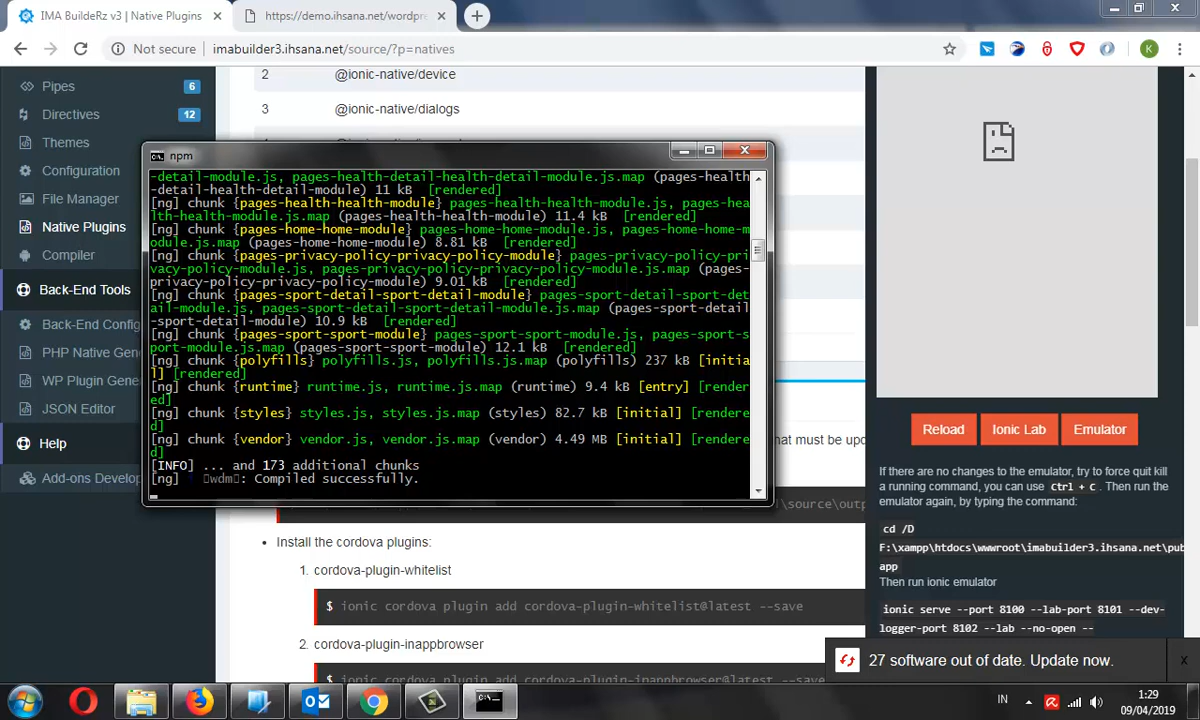 IMA BuildeRz v3 | Native Plugins
https://demo.ihsana.net/wordpre
Not secure
imabuilder3.ihsana.net/source/?p=natives
K
Pipes
6
Directives
12
Themes
Configuration
File Manager
Native Plugins
Compiler
Back-End Tools
Back-End Config
PHP Native Gene
WP Plugin Gene
JSON Editor
Help
Add-ons Develop
2
@ionic-native/device
3
@ionic-native/dialogs
npm
-detail-module.js, pages-health-detail-health-detail-module.js.map (pages-health
-detail-health-detail-module) 11 kB [rendered]
[ng] chunk {pages-health-health-module} pages-health-health-module.js, pages-hea
lth-health-module.js.map (pages-health-health-module) 11.4 kB [rendered]
[ng] chunk {pages-home-home-module} pages-home-home-module.js, pages-home-home-m
odule.js.map (pages-home-home-module) 8.81 kB [rendered]
[ng] chunk {pages-privacy-policy-privacy-policy-module} pages-privacy-policy-pri
vacy-policy-module.js, pages-privacy-policy-privacy-policy-module.js.map (pages-
privacy-policy-privacy-policy-module) 9.01 kB [rendered]
[ng] chunk {pages-sport-detail-sport-detail-module} pages-sport-detail-sport-det
ail-module.js, pages-sport-detail-sport-detail-module.js.map (pages-sport-detail
-sport-detail-module) 10.9 kB [rendered]
[ng] chunk {pages-sport-sport-module} pages-sport-sport-module.js, pages-sport-s
port-module.js.map (pages-sport-sport-module) 12.1 kB [rendered]
[ng] chunk {polyfills} polyfills.js, polyfills.js.map (polyfills) 237 kB [initia
l] [rendered]
[ng] chunk {runtime} runtime.js, runtime.js.map (runtime) 9.4 kB [entry] [render
ed]
[ng] chunk {styles} styles.js, styles.js.map (styles) 82.7 kB [initial] [rendere
d]
[ng] chunk {vendor} vendor.js, vendor.js.map (vendor) 4.49 MB [initial] [rendere
d]
[INFO] ... and 173 additional chunks
[ng] wdm: Compiled successfully.
hat must be upd
l\source\outp
Install the cordova plugins:
1. cordova-plugin-whitelist
$ ionic cordova plugin add cordova-plugin-whitelist@latest --save
2. cordova-plugin-inappbrowser
$ ionic cordova plugin add cordova-plugin-inappbrowser@latest --save
Reload
Ionic Lab
Emulator
If there are no changes to the emulator, try to force quit kill
a running command, you can use Ctrl + C . Then run the
emulator again, by typing the command:
cd /D
F:\xampp\htdocs\wwwroot\imabuilder3.ihsana.net\pub
app
Then run ionic emulator
ionic serve --port 8100 --lab-port 8101 --dev-
logger-port 8102 --lab --no-open --
27 software out of date. Update now.
x
IN
1:29
09/04/2019